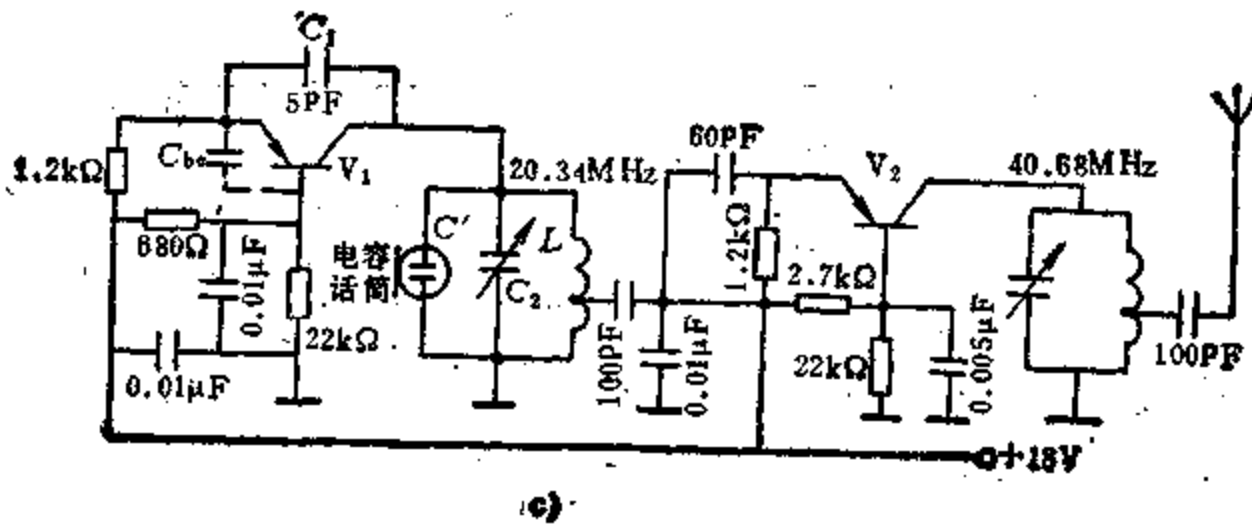 C₁
5PF
60PF
1.2kΩ
C_be
V₁
20.34MHz
V₂
40.68MHz
680Ω
0.01μF
电容
话筒
C'
C₂
L
1.2kΩ
2.7kΩ
22kΩ
0.01μF
100PF
0.01μF
22kΩ
0.005μF
100PF
+18V
c)